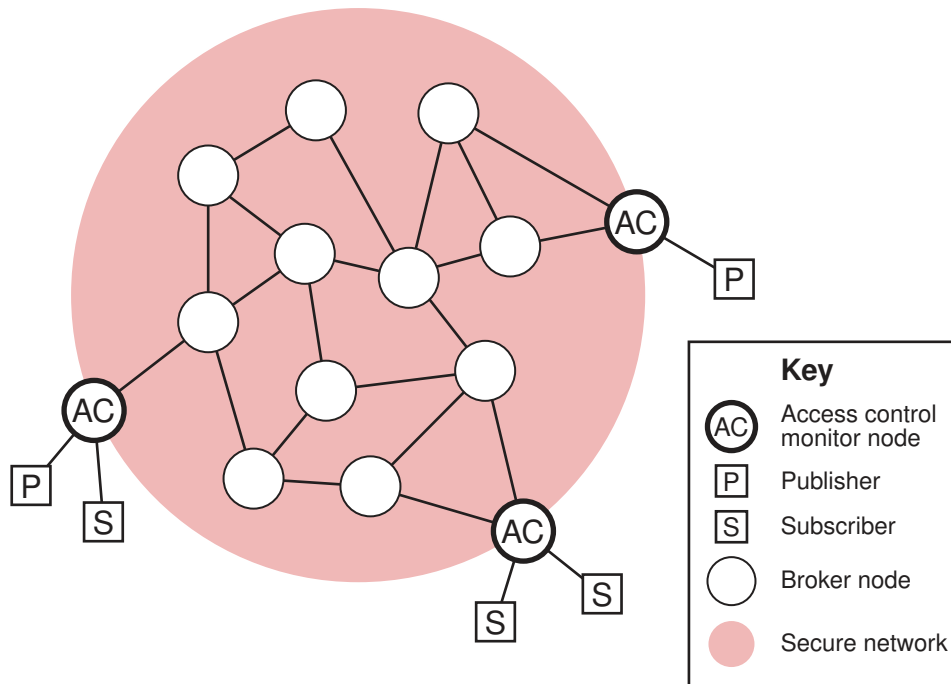 AC
P
AC
P
S
AC
S
S
Key
AC
Access control
monitor node
P
Publisher
S
Subscriber
Broker node
Secure network